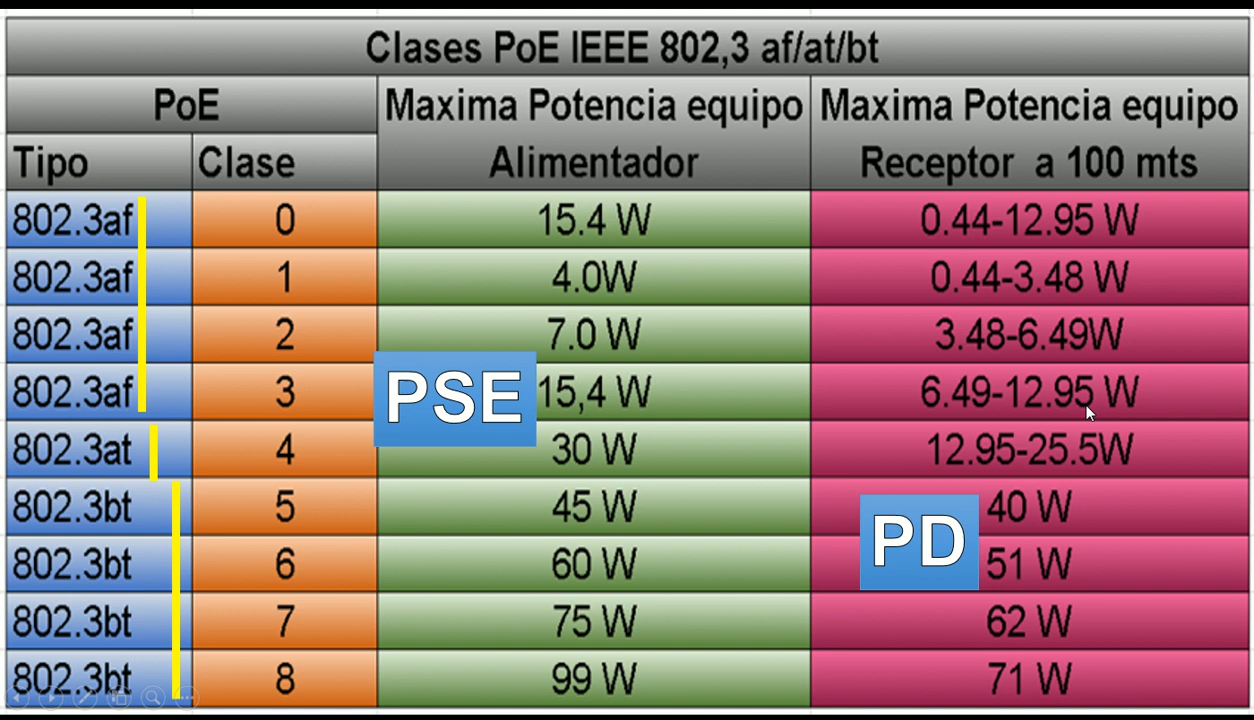 Clases PoE IEEE 802,3 af/at/bt
PoE Maxima Potencia equipo Maxima Potencia equipo
Tipo Clase Alimentador Receptor a 100 mts
802.3af 0 15.4 W 0.44-12.95 W
802.3af 1 4.0W 0.44-3.48 W
802.3af 2 7.0 W 3.48-6.49W
802.3af 3 PSE 15,4 W 6.49-12.95 W
802.3at 4 30 W 12.95-25.5W
802.3bt 5 45 W 40 W
PD
802.3bt 6 60 W 51 W
802.3bt 7 75 W 62 W
802.3bt 8 99 W 71 W